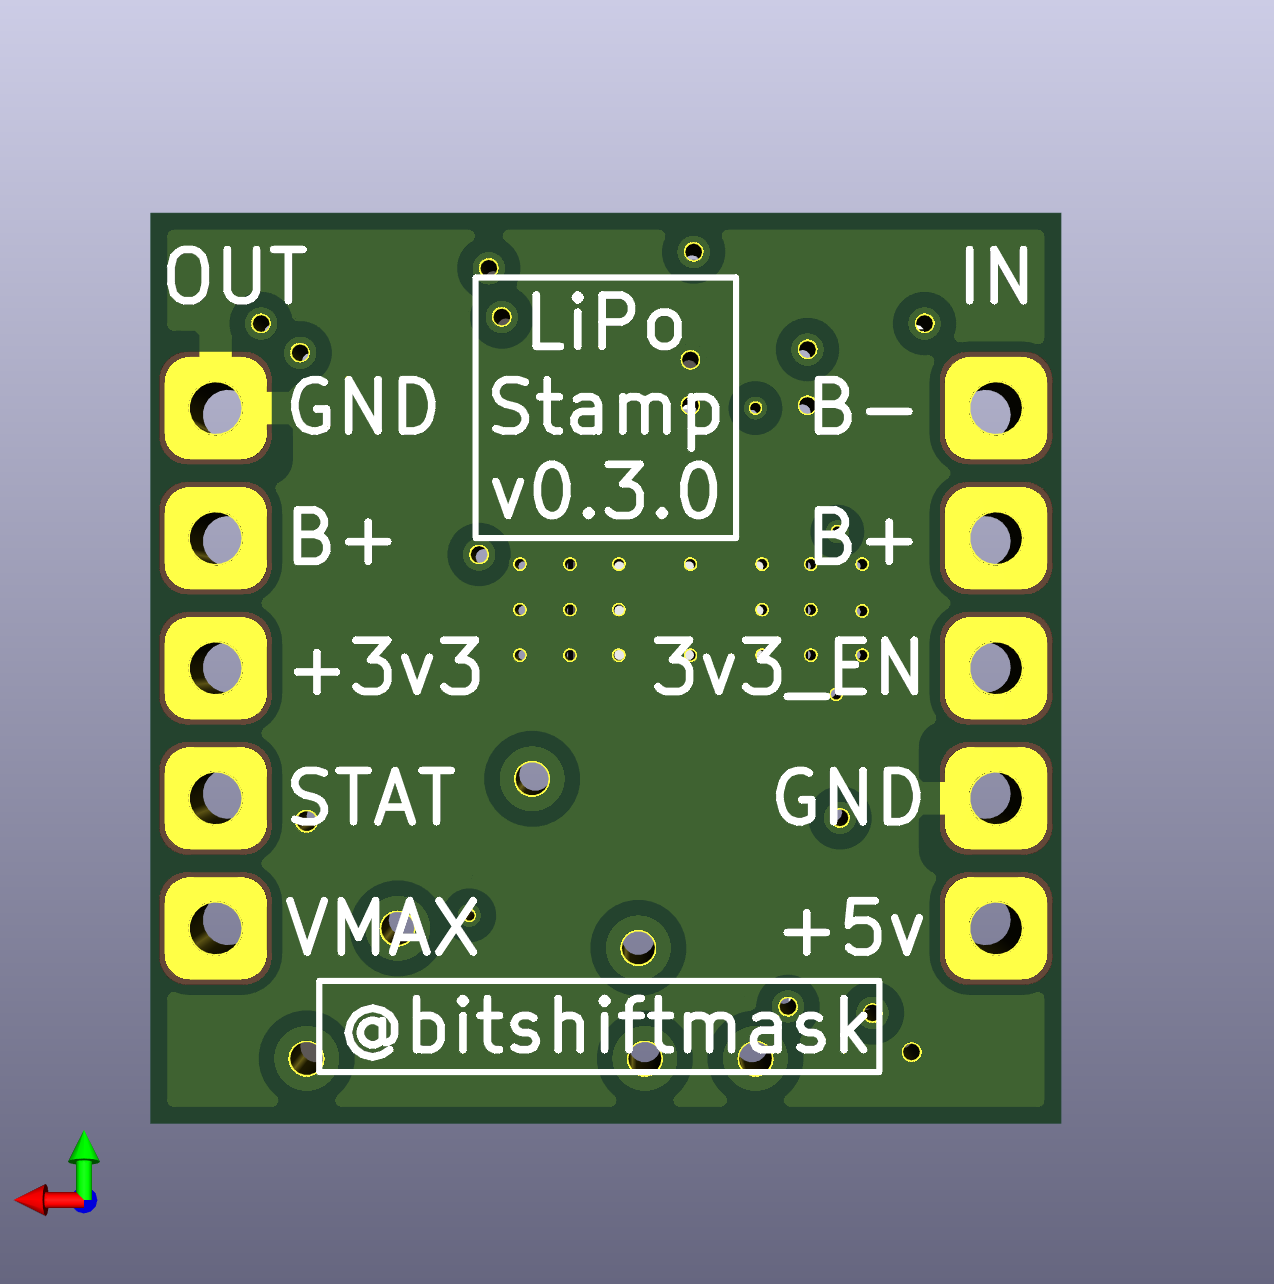 OUT
IN
LiPo
Stamp
v0.3.0
GND
B-
B+
B+
+3v3
3v3_EN
STAT
GND
VMAX
+5v
@bitshiftmask